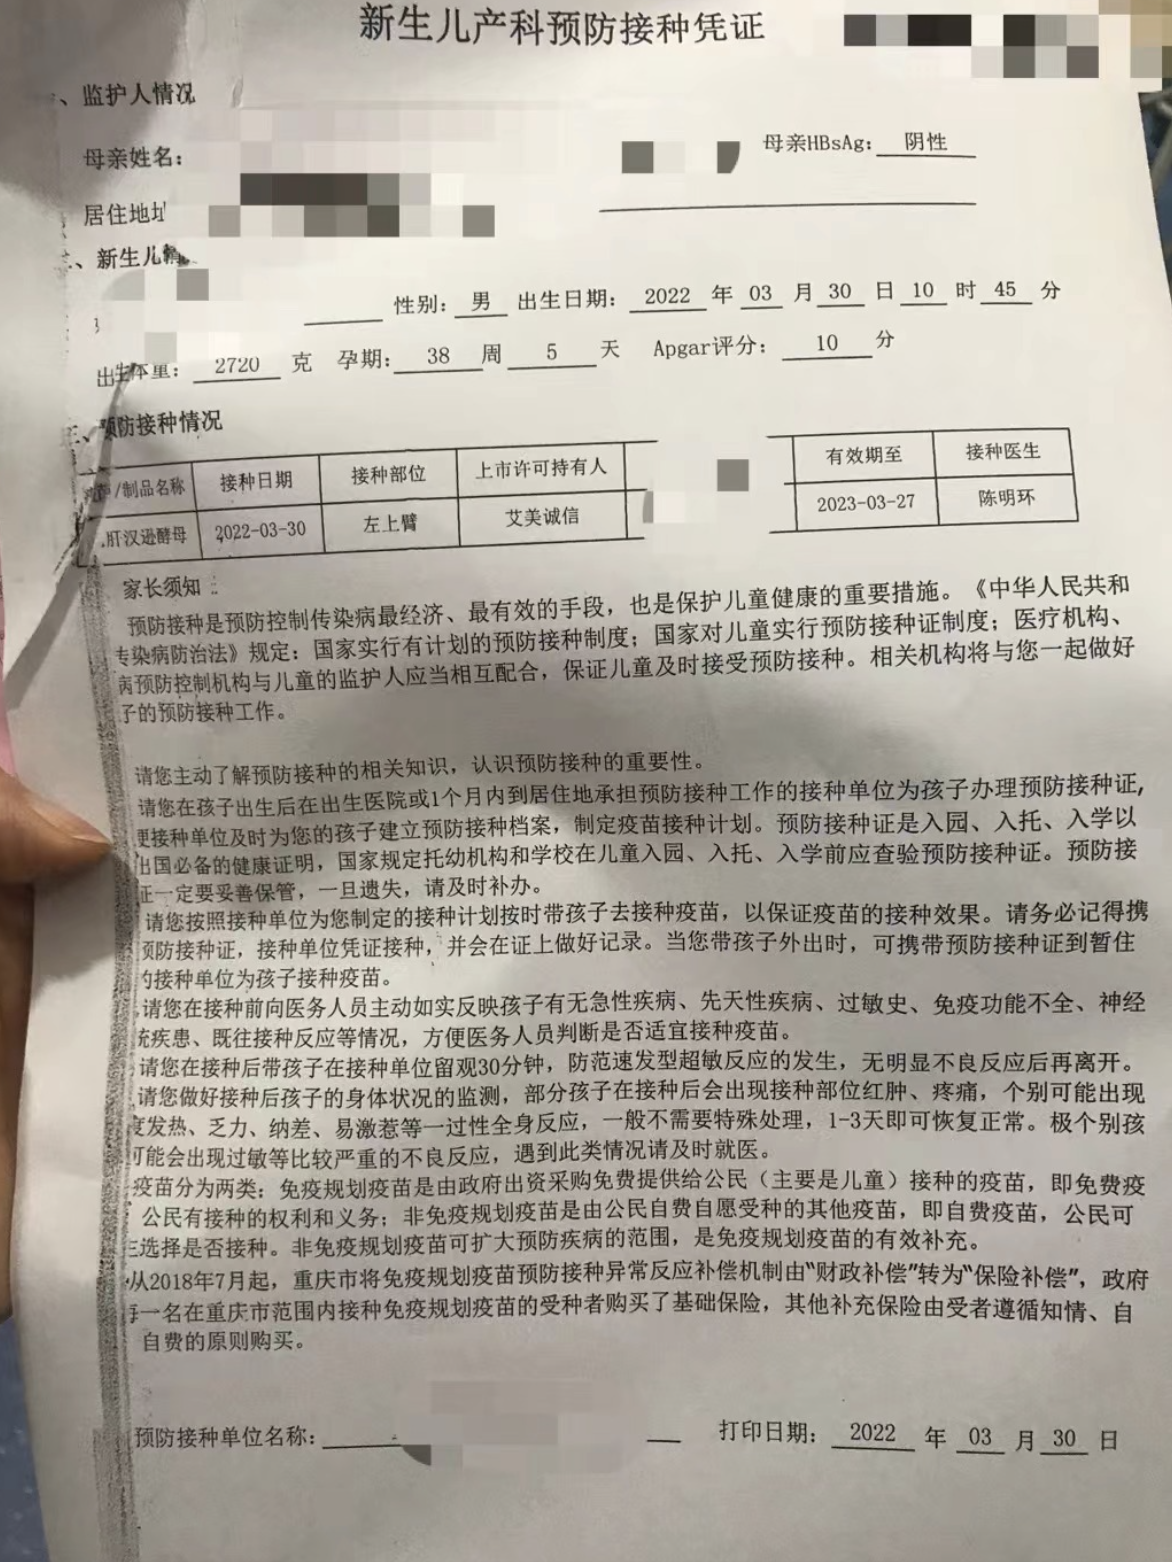 新生儿产科预防接种凭证
、监护人情况
母亲姓名: 母亲HBsAg: 阴性
居住地址
、新生儿情
性别: 男 出生日期: 2022 年 03 月 30 日 10 时 45 分
出生体重: 2720 克 孕期: 38 周 5 天 Apgar评分: 10 分
三、预防接种情况
/制品名称 接种日期 接种部位 上市许可持有人 有效期至 接种医生
肝汉逊酵母 2022-03-30 左上臂 艾美诚信 2023-03-27 陈明环
家长须知:
预防接种是预防控制传染病最经济、最有效的手段，也是保护儿童健康的重要措施。《中华人民共和
传染病防治法》规定: 国家实行有计划的预防接种制度; 国家对儿童实行预防接种证制度; 医疗机构、
病预防控制机构与儿童的监护人应当相互配合，保证儿童及时接受预防接种。相关机构将与您一起做好
子的预防接种工作。
请您主动了解预防接种的相关知识，认识预防接种的重要性。
请您在孩子出生后在出生医院或1个月内到居住地承担预防接种工作的接种单位为孩子办理预防接种证,
便接种单位及时为您的孩子建立预防接种档案，制定疫苗接种计划。预防接种证是入园、入托、入学以
出国必备的健康证明，国家规定托幼机构和学校在儿童入园、入托、入学前应查验预防接种证。预防接
证一定要妥善保管，一旦遗失，请及时补办。
请您按照接种单位为您制定的接种计划按时带孩子去接种疫苗，以保证疫苗的接种效果。请务必记得携
预防接种证，接种单位凭证接种，并会在证上做好记录。当您带孩子外出时，可携带预防接种证到暂住
的接种单位为孩子接种疫苗。
请您在接种前向医务人员主动如实反映孩子有无急性疾病、先天性疾病、过敏史、免疫功能不全、神经
统疾患、既往接种反应等情况，方便医务人员判断是否适宜接种疫苗。
请您在接种后带孩子在接种单位留观30分钟，防范速发型超敏反应的发生，无明显不良反应后再离开。
请您做好接种后孩子的身体状况的监测，部分孩子在接种后会出现接种部位红肿、疼痛，个别可能出现
度发热、乏力、纳差、易激惹等一过性全身反应，一般不需要特殊处理，1-3天即可恢复正常。极个别孩
可能会出现过敏等比较严重的不良反应，遇到此类情况请及时就医。
疫苗分为两类: 免疫规划疫苗是由政府出资采购免费提供给公民（主要是儿童）接种的疫苗，即免费疫
公民有接种的权利和义务; 非免疫规划疫苗是由公民自费自愿受种的其他疫苗，即自费疫苗，公民可
主选择是否接种。非免疫规划疫苗可扩大预防疾病的范围，是免疫规划疫苗的有效补充。
从2018年7月起，重庆市将免疫规划疫苗预防接种异常反应补偿机制由“财政补偿”转为“保险补偿”，政府
每一名在重庆市范围内接种免疫规划疫苗的受种者购买了基础保险，其他补充保险由受者遵循知情、自
自费的原则购买。
预防接种单位名称: 打印日期: 2022 年 03 月 30 日